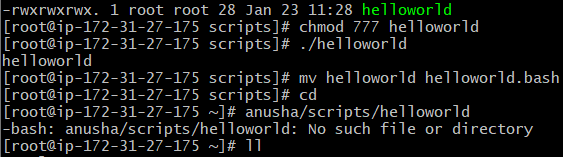 -rwxrwxrwx. 1 root root 28 Jan 23 11:28 helloworld
[root@ip-172-31-27-175 scripts]# chmod 777 helloworld
[root@ip-172-31-27-175 scripts]# ./helloworld
helloworld
[root@ip-172-31-27-175 scripts]# mv helloworld helloworld.bash
[root@ip-172-31-27-175 scripts]# cd
[root@ip-172-31-27-175 ~]# anusha/scripts/helloworld
-bash: anusha/scripts/helloworld: No such file or directory
[root@ip-172-31-27-175 ~]# ll